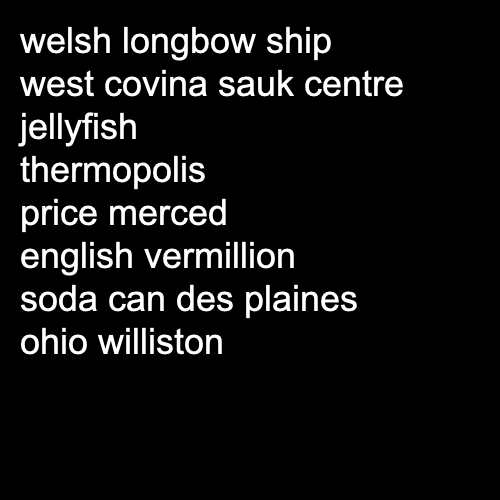 welsh longbow ship
west covina sauk centre
jellyfish
thermopolis
price merced
english vermillion
soda can des plaines
ohio williston